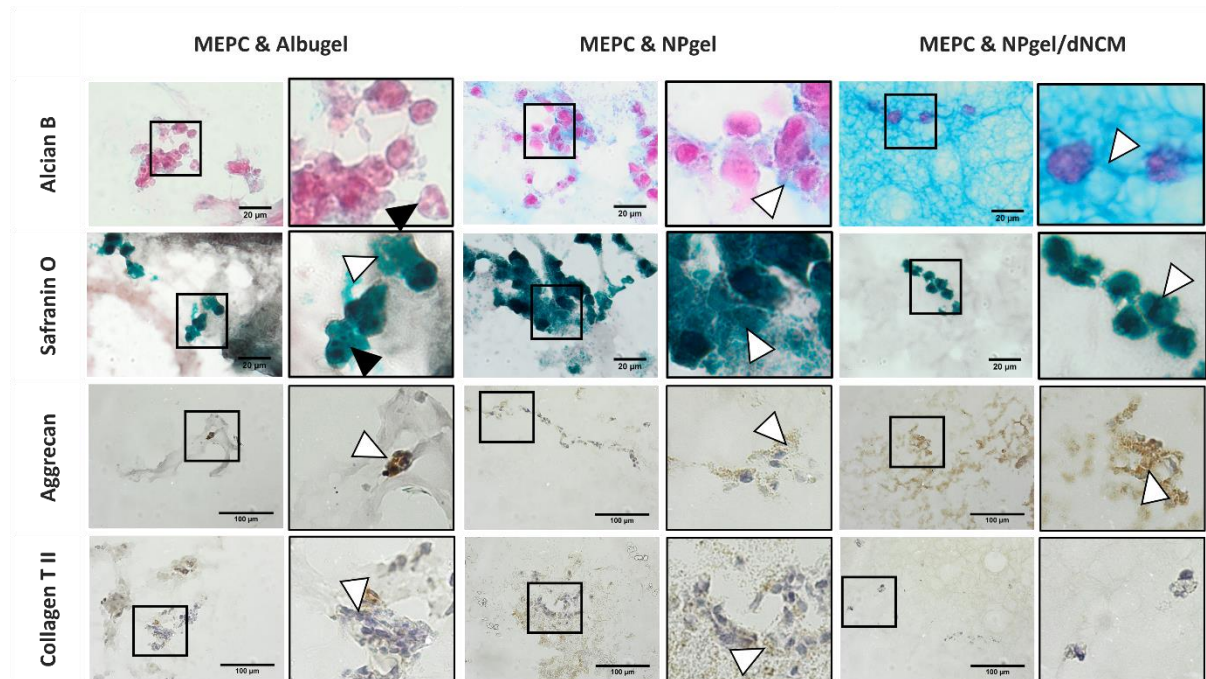 MEPC & Albugel MEPC & NPgel MEPC & NPgel/dNCM
Alcian B
20 µm 20 µm 20 µm
Safranin O
20 µm 20 µm 20 µm
Aggrecan
100 µm 100 µm 100 µm
Collagen T II
100 µm 100 µm 100 µm